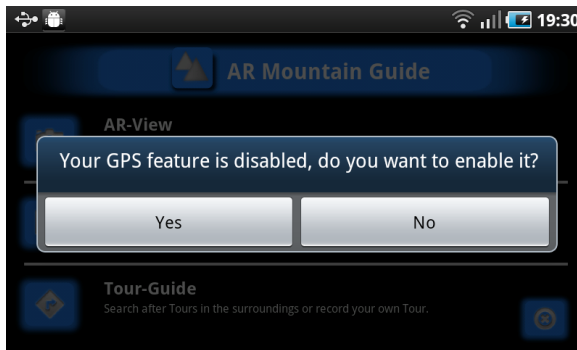 19:30
AR Mountain Guide
AR-View
Your GPS feature is disabled, do you want to enable it?
Yes
No
Tour-Guide
Search after Tours in the surroundings or record your own Tour.